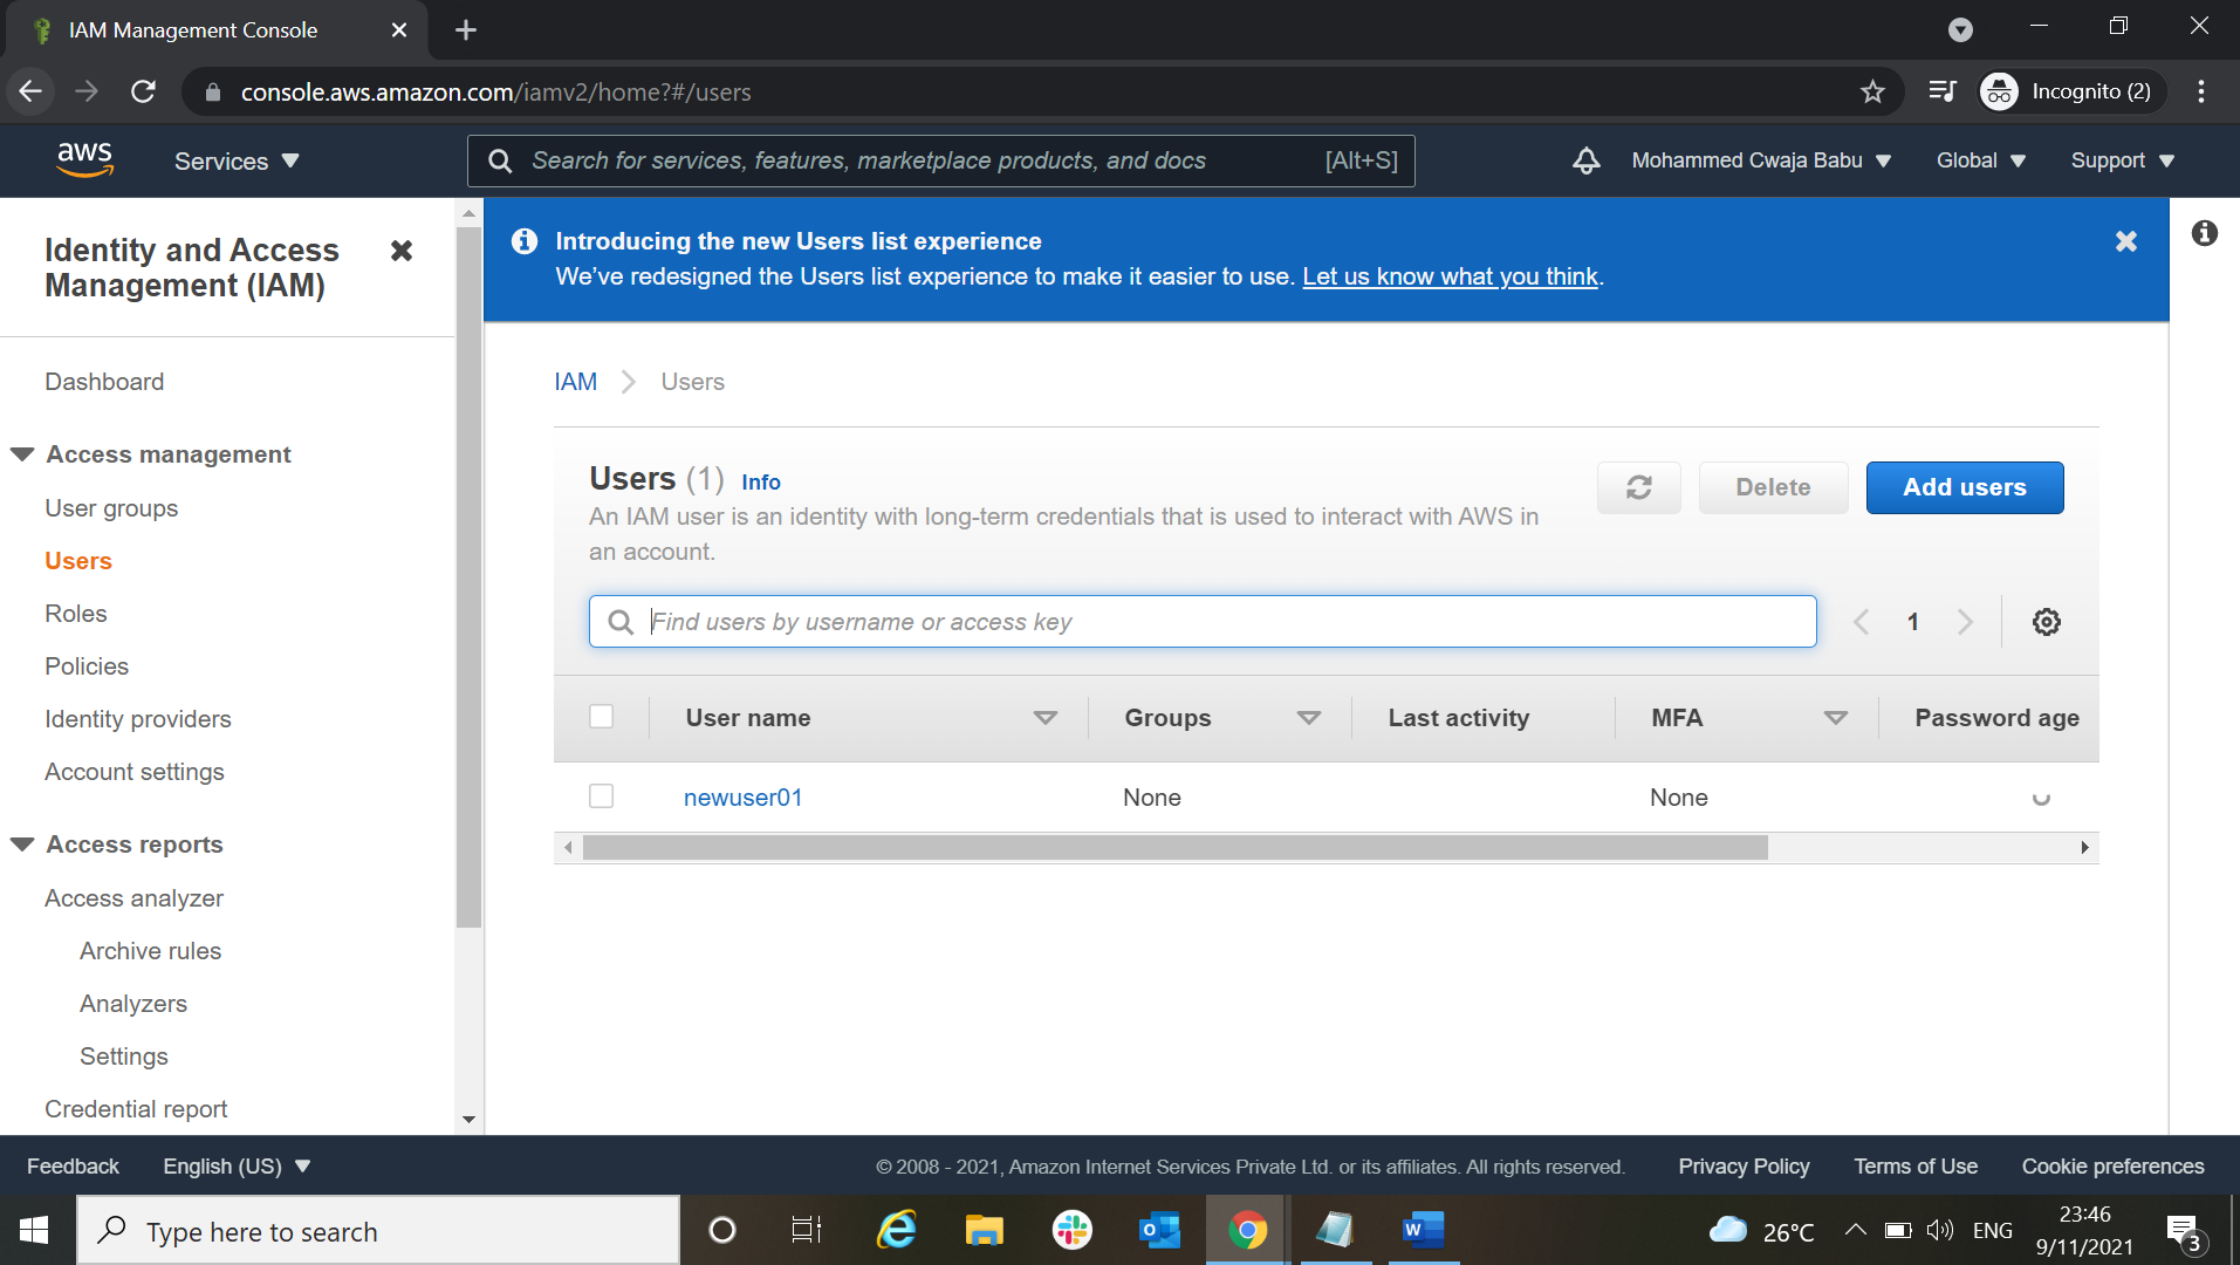 IAM Management Console
console.aws.amazon.com/iamv2/home?#/users
Incognito (2)
aws
Services
Search for services, features, marketplace products, and docs
[Alt+S]
Mohammed Cwaja Babu
Global
Support
Identity and Access
Management (IAM)
Dashboard
Access management
User groups
Users
Roles
Policies
Identity providers
Account settings
Access reports
Access analyzer
Archive rules
Analyzers
Settings
Credential report
Introducing the new Users list experience
We've redesigned the Users list experience to make it easier to use. Let us know what you think.
IAM
Users
Users (1) Info
An IAM user is an identity with long-term credentials that is used to interact with AWS in
an account.
Delete
Add users
Find users by username or access key
1
User name
Groups
Last activity
MFA
Password age
newuser01
None
None
Feedback
English (US)
© 2008 - 2021, Amazon Internet Services Private Ltd. or its affiliates. All rights reserved.
Privacy Policy
Terms of Use
Cookie preferences
Type here to search
26°C
ENG
23:46
9/11/2021
3